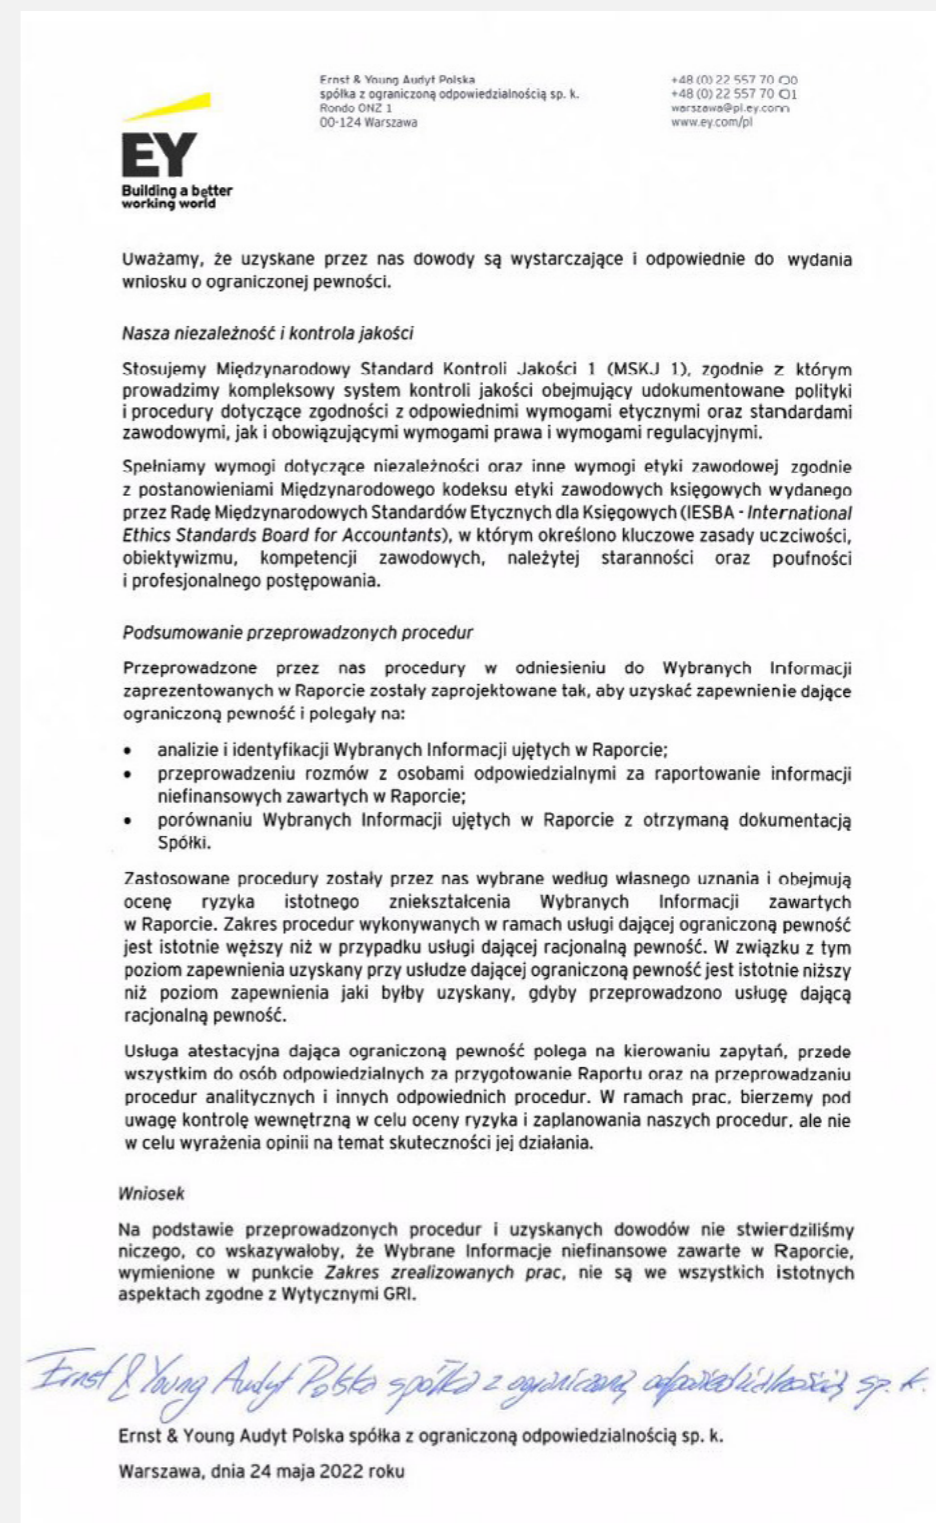 Ernst & Young Audyt Polska
spółka z ograniczoną odpowiedzialnością sp. k.
Rondo ONZ 1
00-124 Warszawa
+48 (0) 22 557 70 00
+48 (0) 22 557 70 01
warszawa@pl.ey.com
www.ey.com/pl
EY
Building a better
working world
Uważamy, że uzyskane przez nas dowody są wystarczające i odpowiednie do wydania
wniosku o ograniczonej pewności.
Nasza niezależność i kontrola jakości
Stosujemy Międzynarodowy Standard Kontroli Jakości 1 (MSKJ 1), zgodnie z którym
prowadzimy kompleksowy system kontroli jakości obejmujący udokumentowane polityki
i procedury dotyczące zgodności z odpowiednimi wymogami etycznymi oraz standardami
zawodowymi, jak i obowiązującymi wymogami prawa i wymogami regulacyjnymi.
Spełniamy wymogi dotyczące niezależności oraz inne wymogi etyki zawodowej zgodnie
z postanowieniami Międzynarodowego kodeksu etyki zawodowych księgowych wydanego
przez Radę Międzynarodowych Standardów Etycznych dla Księgowych (IESBA - International
Ethics Standards Board for Accountants), w którym określono kluczowe zasady uczciwości,
obiektywizmu, kompetencji zawodowych, należytej staranności oraz poufności
i profesjonalnego postępowania.
Podsumowanie przeprowadzonych procedur
Przeprowadzone przez nas procedury w odniesieniu do Wybranych Informacji
zaprezentowanych w Raporcie zostały zaprojektowane tak, aby uzyskać zapewnienie dające
ograniczoną pewność i polegały na:
• analizie i identyfikacji Wybranych Informacji ujętych w Raporcie;
• przeprowadzeniu rozmów z osobami odpowiedzialnymi za raportowanie informacji
niefinansowych zawartych w Raporcie;
• porównaniu Wybranych Informacji ujętych w Raporcie z otrzymaną dokumentacją
Spółki.
Zastosowane procedury zostały przez nas wybrane według własnego uznania i obejmują
ocenę ryzyka istotnego zniekształcenia Wybranych Informacji zawartych
w Raporcie. Zakres procedur wykonywanych w ramach usługi dającej ograniczoną pewność
jest istotnie węższy niż w przypadku usługi dającej racjonalną pewność. W związku z tym
poziom zapewnienia uzyskany przy usłudze dającej ograniczoną pewność jest istotnie niższy
niż poziom zapewnienia jaki byłby uzyskany, gdyby przeprowadzono usługę dającą
racjonalną pewność.
Usługa atestacyjna dająca ograniczoną pewność polega na kierowaniu zapytań, przede
wszystkim do osób odpowiedzialnych za przygotowanie Raportu oraz na przeprowadzaniu
procedur analitycznych i innych odpowiednich procedur. W ramach prac, bierzemy pod
uwagę kontrolę wewnętrzną w celu oceny ryzyka i zaplanowania naszych procedur, ale nie
w celu wyrażenia opinii na temat skuteczności jej działania.
Wniosek
Na podstawie przeprowadzonych procedur i uzyskanych dowodów nie stwierdziliśmy
niczego, co wskazywałoby, że Wybrane Informacje niefinansowe zawarte w Raporcie,
wymienione w punkcie Zakres zrealizowanych prac, nie są we wszystkich istotnych
aspektach zgodne z Wytycznymi GRI.
Ernst & Young Audyt Polska spółka z ograniczoną odpowiedzialnością sp. k.
Ernst & Young Audyt Polska spółka z ograniczoną odpowiedzialnością sp. k.
Warszawa, dnia 24 maja 2022 roku